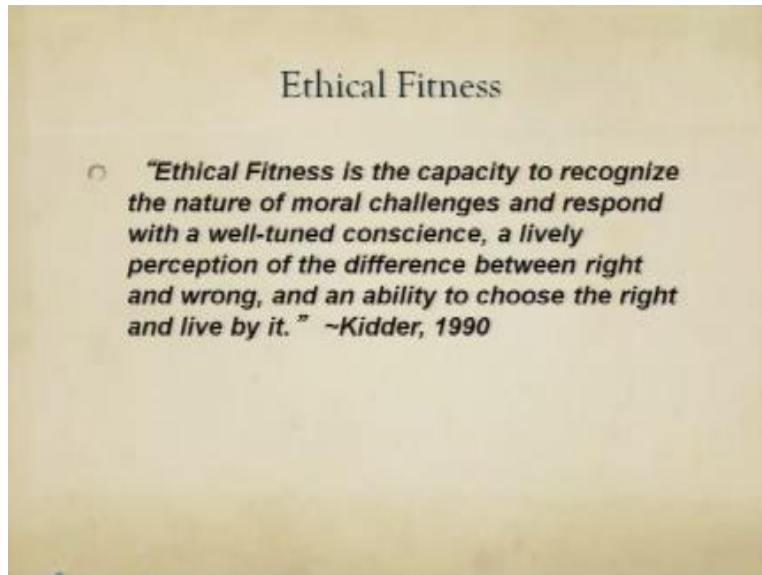 Ethical Fitness
“Ethical Fitness is the capacity to recognize
the nature of moral challenges and respond
with a well-tuned conscience, a lively
perception of the difference between right
and wrong, and an ability to choose the right
and live by it.” ~Kidder, 1990